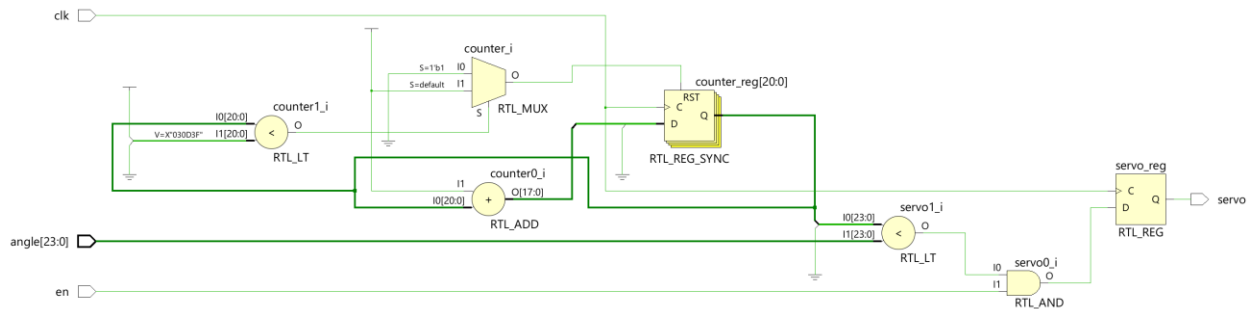 clk
counter_i
S=1'b1
I0
S=default
I1
O
S
RTL_MUX
counter_reg[20:0]
RST
C
D
Q
RTL_REG_SYNC
counter1_i
I0[20:0]
V=X"030D3F"
I1[20:0]
<
O
RTL_LT
counter0_i
I1
I0[20:0]
+
O[17:0]
RTL_ADD
servo1_i
I0[23:0]
I1[23:0]
<
O
RTL_LT
servo_reg
C
D
Q
RTL_REG
servo
angle[23:0]
servo0_i
I0
I1
O
RTL_AND
en